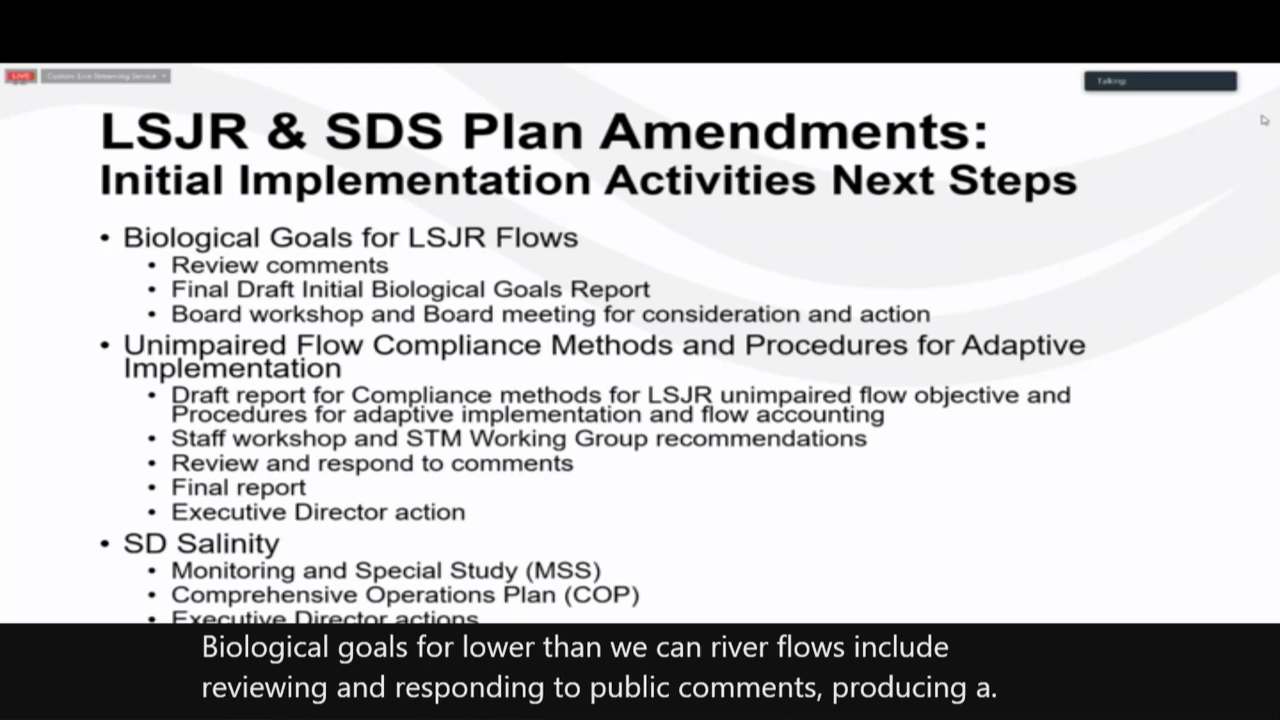 LIVE
Custom Live Streaming Service
Talking:
LSJR & SDS Plan Amendments:
Initial Implementation Activities Next Steps
• Biological Goals for LSJR Flows
• Review comments
• Final Draft Initial Biological Goals Report
• Board workshop and Board meeting for consideration and action
• Unimpaired Flow Compliance Methods and Procedures for Adaptive
Implementation
• Draft report for Compliance methods for LSJR unimpaired flow objective and
Procedures for adaptive implementation and flow accounting
• Staff workshop and STM Working Group recommendations
• Review and respond to comments
• Final report
• Executive Director action
• SD Salinity
• Monitoring and Special Study (MSS)
• Comprehensive Operations Plan (COP)
• Executive Director actions
Biological goals for lower than we can river flows include
reviewing and responding to public comments, producing a.